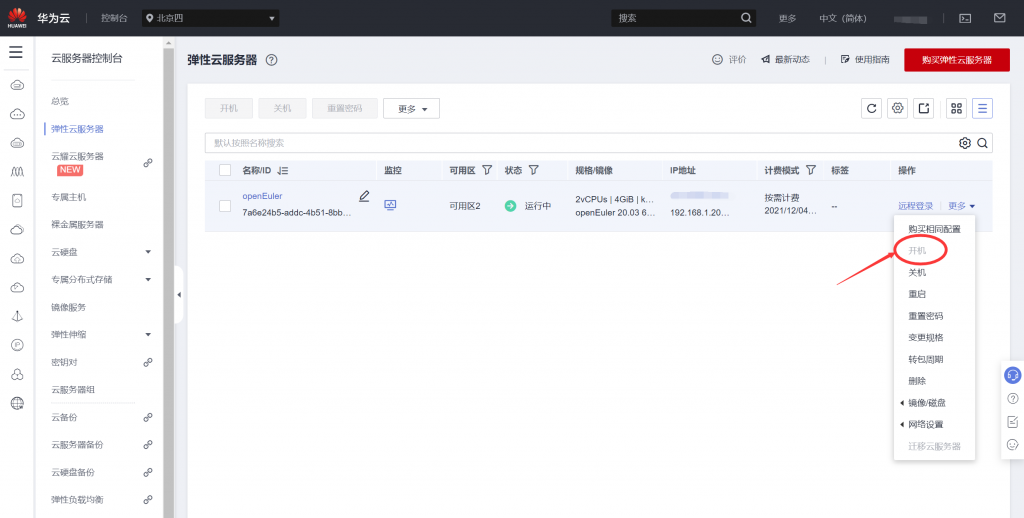 HUAWEI
华为云
控制台
北京四
搜索
更多
中文（简体）
云服务器控制台
总览
弹性云服务器
云耀云服务器
NEW
专属主机
裸金属服务器
云硬盘
专属分布式存储
镜像服务
弹性伸缩
密钥对
云服务器组
云备份
云服务器备份
云硬盘备份
弹性负载均衡
弹性云服务器
评价
最新动态
使用指南
购买弹性云服务器
开机
关机
重置密码
更多
默认按照名称搜索
名称/ID
监控
可用区
状态
规格/镜像
IP地址
计费模式
标签
操作
openEuler
7a6e24b5-addc-4b51-8bb...
可用区2
运行中
2vCPUs | 4GiB | k...
openEuler 20.03 6...
192.168.1.20...
按需计费
2021/12/04...
--
远程登录
更多
购买相同配置
开机
关机
重启
重置密码
变更规格
转包周期
删除
镜像/磁盘
网络设置
迁移云服务器